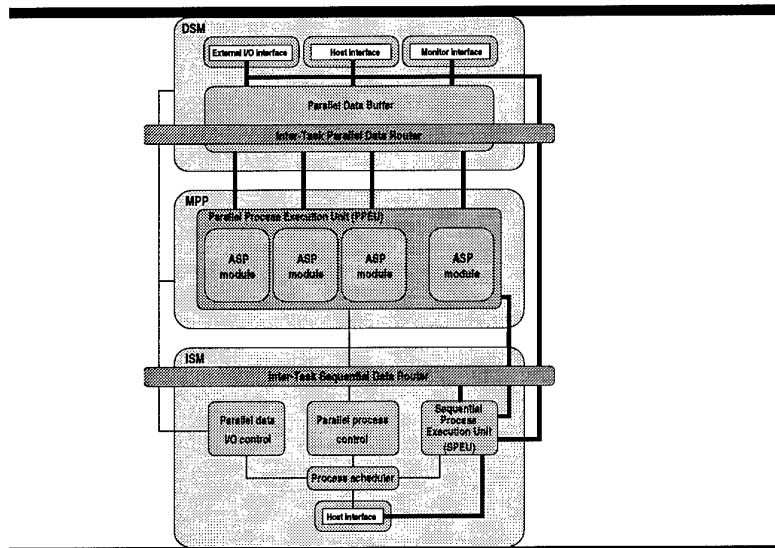 DSM
External I/O interface
Host interface
Monitor interface
Parallel Data Buffer
Inter-Task Parallel Data Router
MPP
Parallel Process Execution Unit (PPEU)
ASP
module
ASP
module
ASP
module
ASP
module
ISM
Inter-Task Sequential Data Router
Parallel data
I/O control
Parallel process
control
Sequential
Process
Execution Unit
(SPEU)
Process scheduler
Host interface